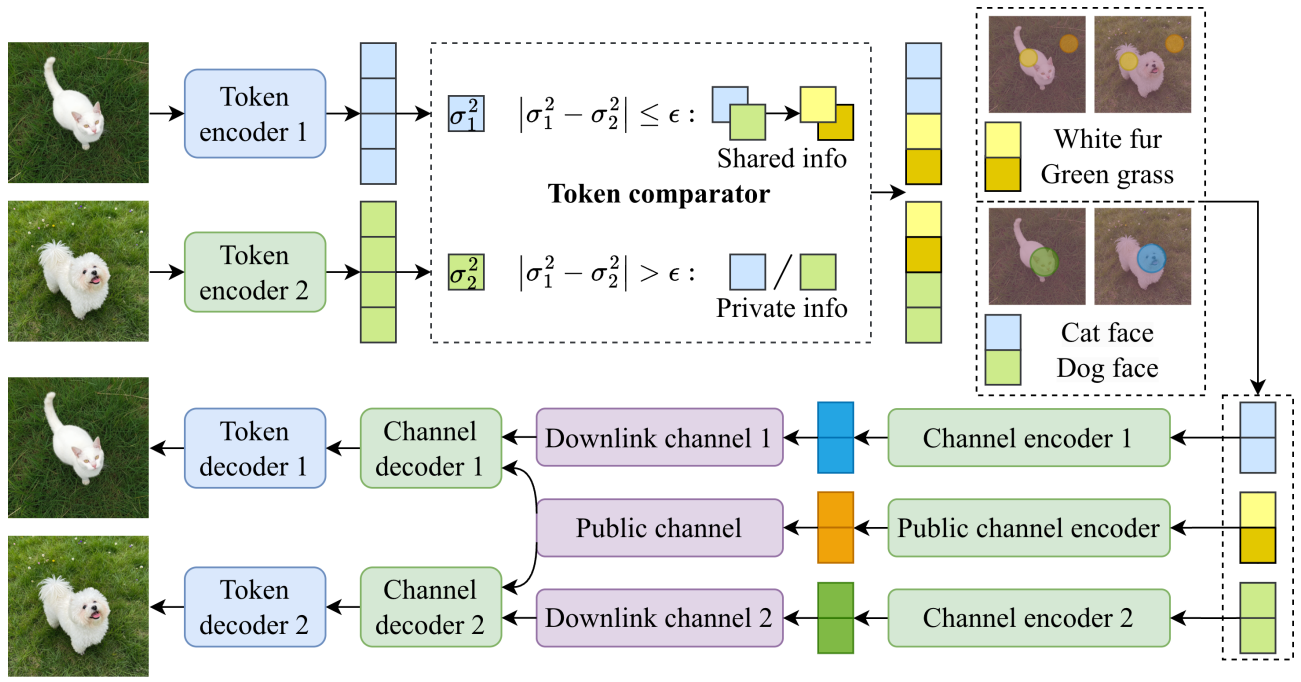 Token
encoder 1
σ₁²
|σ₁² − σ₂²| ≤ ϵ :
Shared info
Token comparator
Token
encoder 2
σ₂²
|σ₁² − σ₂²| > ϵ :
/
Private info
White fur
Green grass
Cat face
Dog face
Token
decoder 1
Channel
decoder 1
Downlink channel 1
Channel encoder 1
Public channel
Public channel encoder
Token
decoder 2
Channel
decoder 2
Downlink channel 2
Channel encoder 2